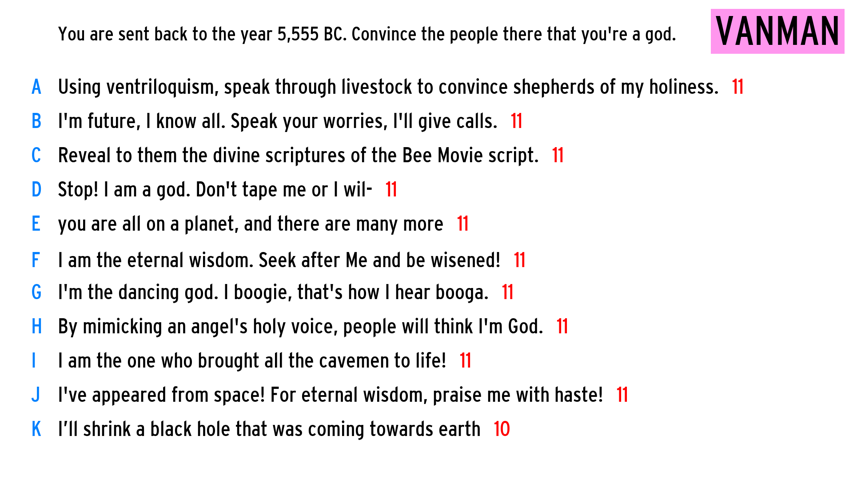 You are sent back to the year 5,555 BC. Convince the people there that you're a god. VANMAN
A Using ventriloquism, speak through livestock to convince shepherds of my holiness. 11
B I'm future, I know all. Speak your worries, I'll give calls. 11
C Reveal to them the divine scriptures of the Bee Movie script. 11
D Stop! I am a god. Don't tape me or I wil- 11
E you are all on a planet, and there are many more 11
F I am the eternal wisdom. Seek after Me and be wisened! 11
G I'm the dancing god. I boogie, that's how I hear booga. 11
H By mimicking an angel's holy voice, people will think I'm God. 11
I I am the one who brought all the cavemen to life! 11
J I've appeared from space! For eternal wisdom, praise me with haste! 11
K I’ll shrink a black hole that was coming towards earth 10